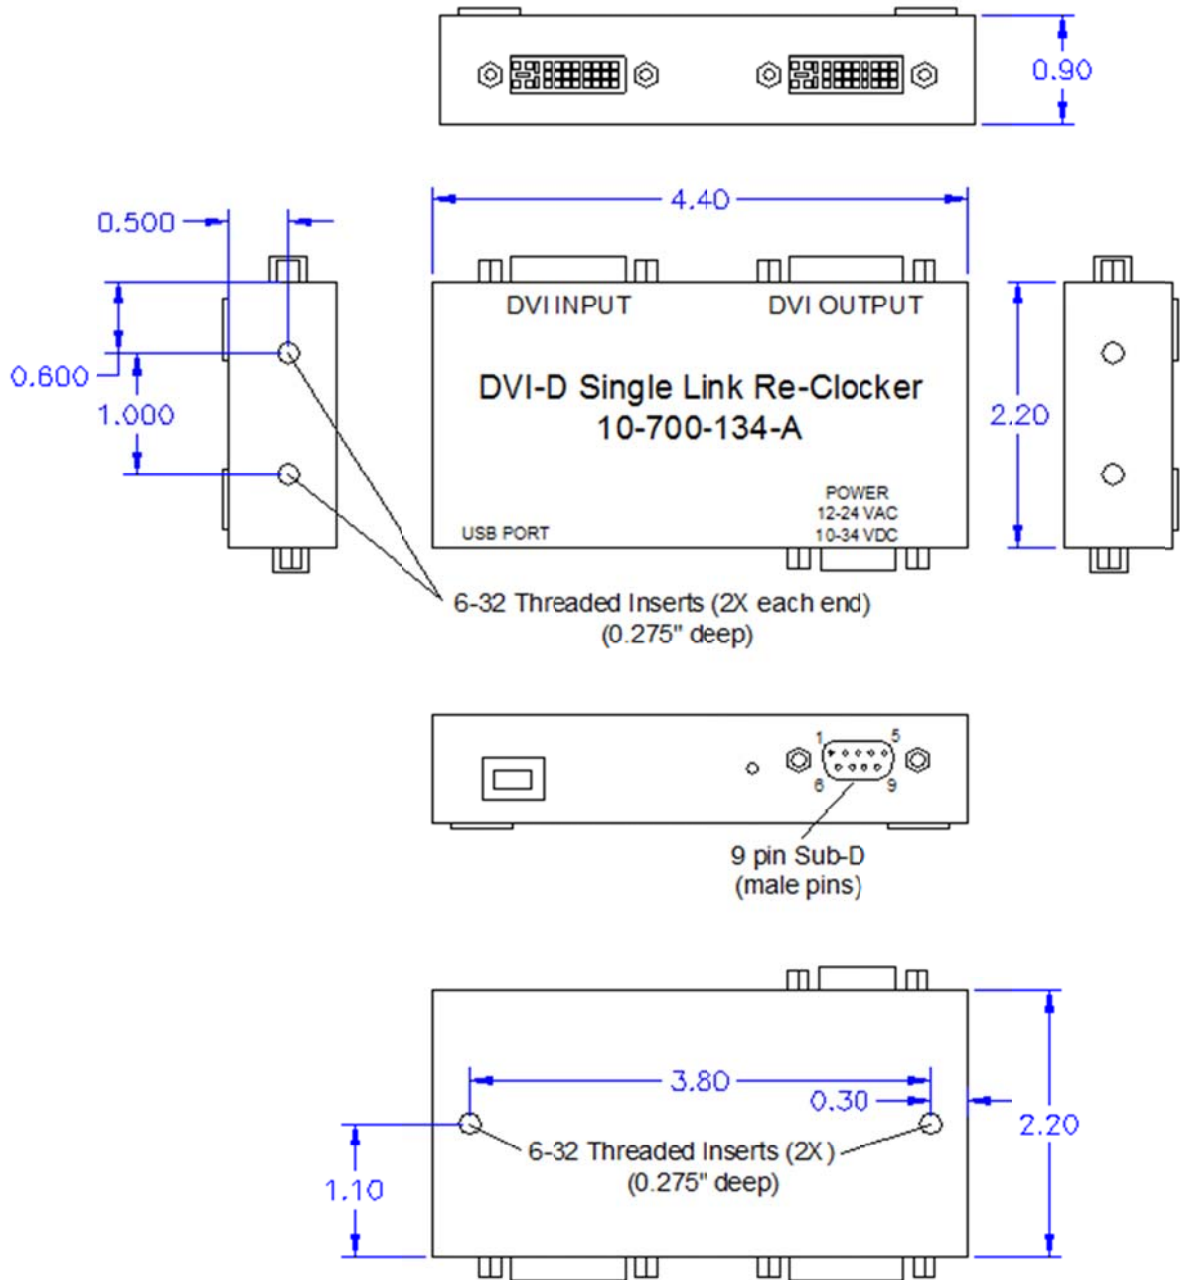 0.90
4.40
0.500
DVI INPUT
DVI OUTPUT
0.600
1.000
DVI-D Single Link Re-Clocker
10-700-134-A
2.20
POWER
12-24 VAC
10-34 VDC
USB PORT
6-32 Threaded Inserts (2X each end)
(0.275" deep)
1
5
6
9
9 pin Sub-D
(male pins)
3.80
0.30
2.20
6-32 Threaded Inserts (2X)
(0.275" deep)
1.10